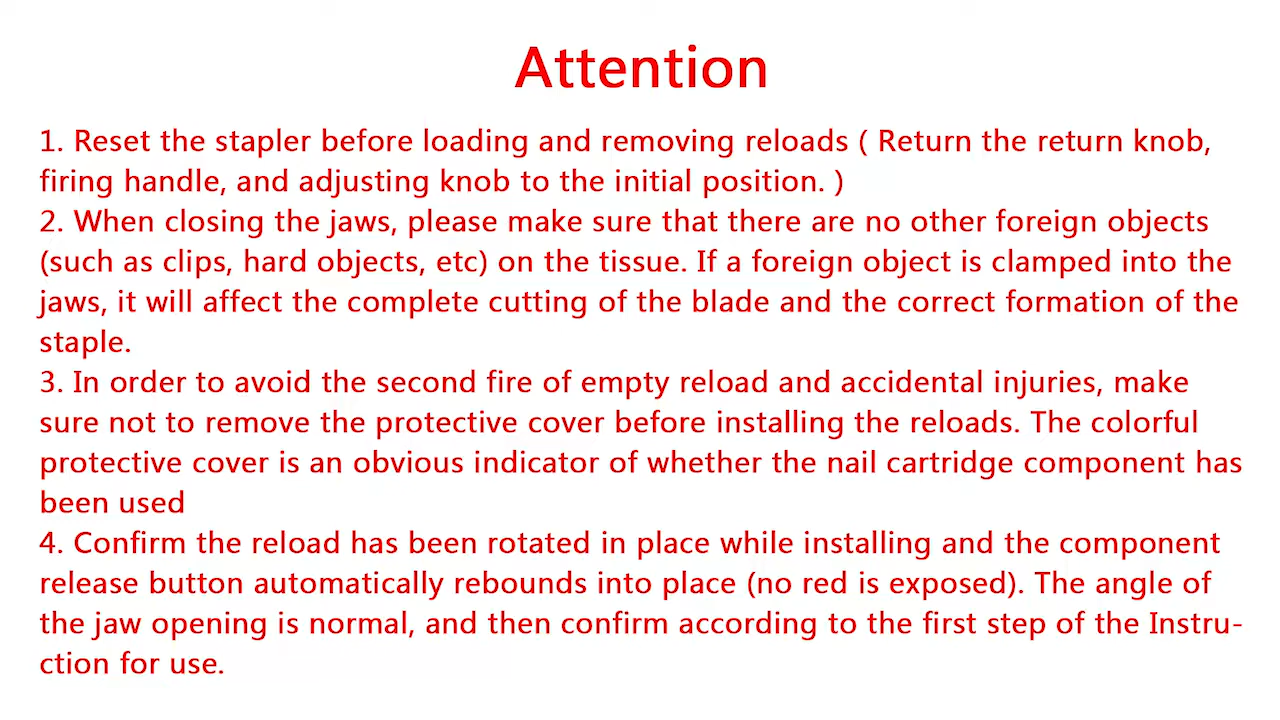 Attention
1. Reset the stapler before loading and removing reloads ( Return the return knob,
firing handle, and adjusting knob to the initial position. )
2. When closing the jaws, please make sure that there are no other foreign objects
(such as clips, hard objects, etc) on the tissue. If a foreign object is clamped into the
jaws, it will affect the complete cutting of the blade and the correct formation of the
staple.
3. In order to avoid the second fire of empty reload and accidental injuries, make
sure not to remove the protective cover before installing the reloads. The colorful
protective cover is an obvious indicator of whether the nail cartridge component has
been used
4. Confirm the reload has been rotated in place while installing and the component
release button automatically rebounds into place (no red is exposed). The angle of
the jaw opening is normal, and then confirm according to the first step of the Instru-
ction for use.